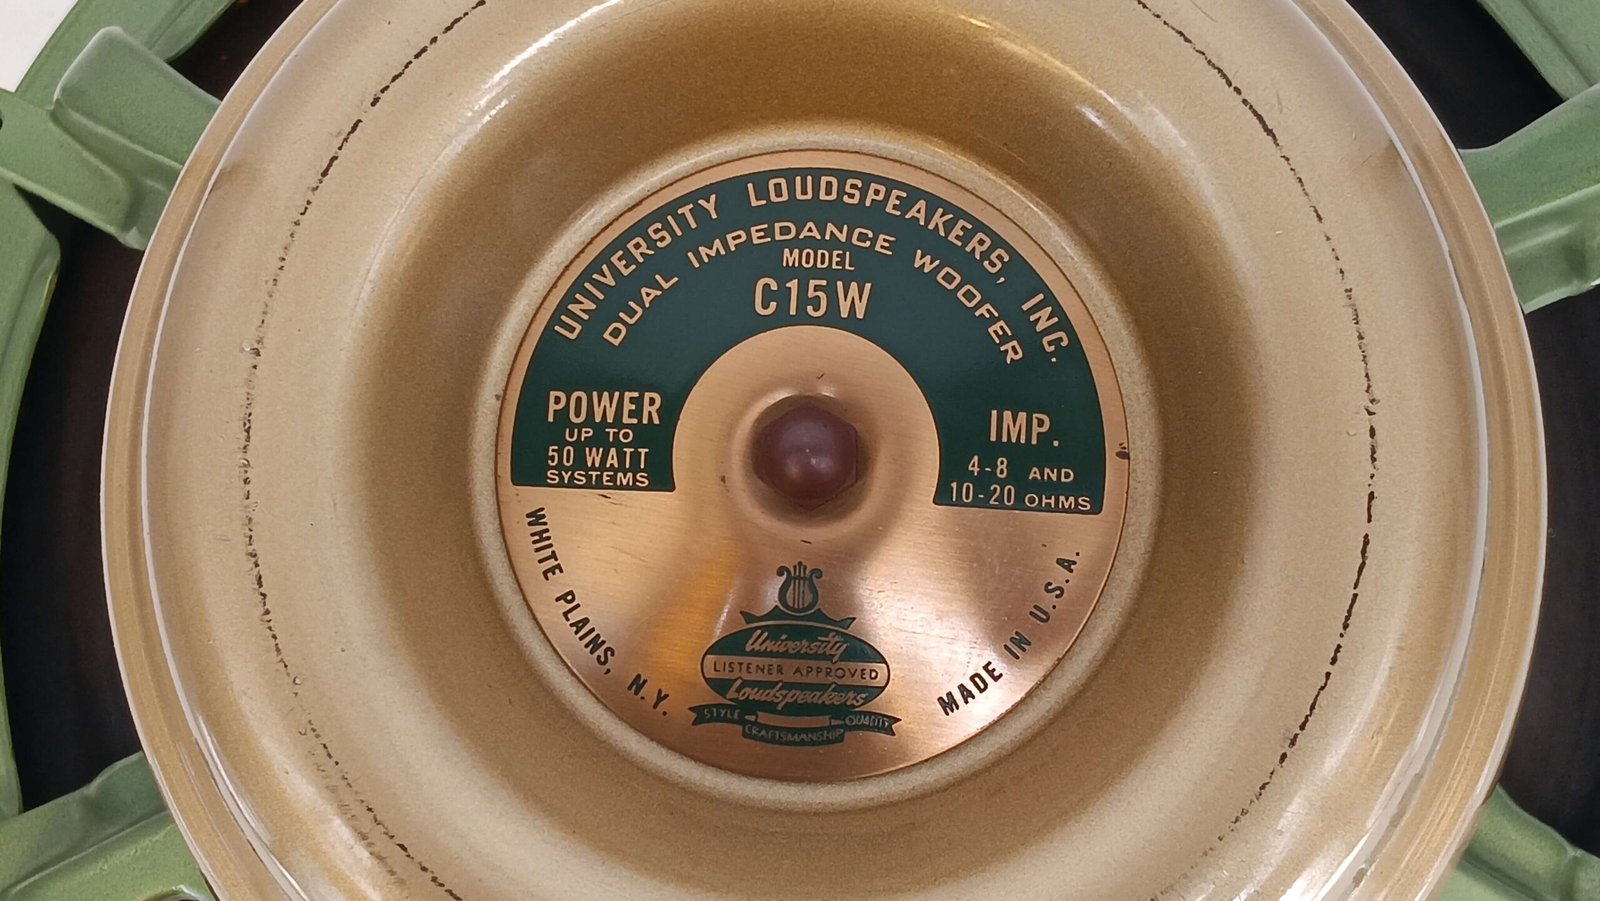 UNIVERSITY LOUDSPEAKERS, INC.
DUAL IMPEDANCE WOOFER
MODEL
C15W
POWER
UP TO
50 WATT
SYSTEMS
IMP.
4-8 AND
10-20 OHMS
WHITE PLAINS, N.Y.
MADE IN U.S.A.
University
LISTENER APPROVED
Loudspeakers
STYLE
CRAFTSMANSHIP
QUALITY